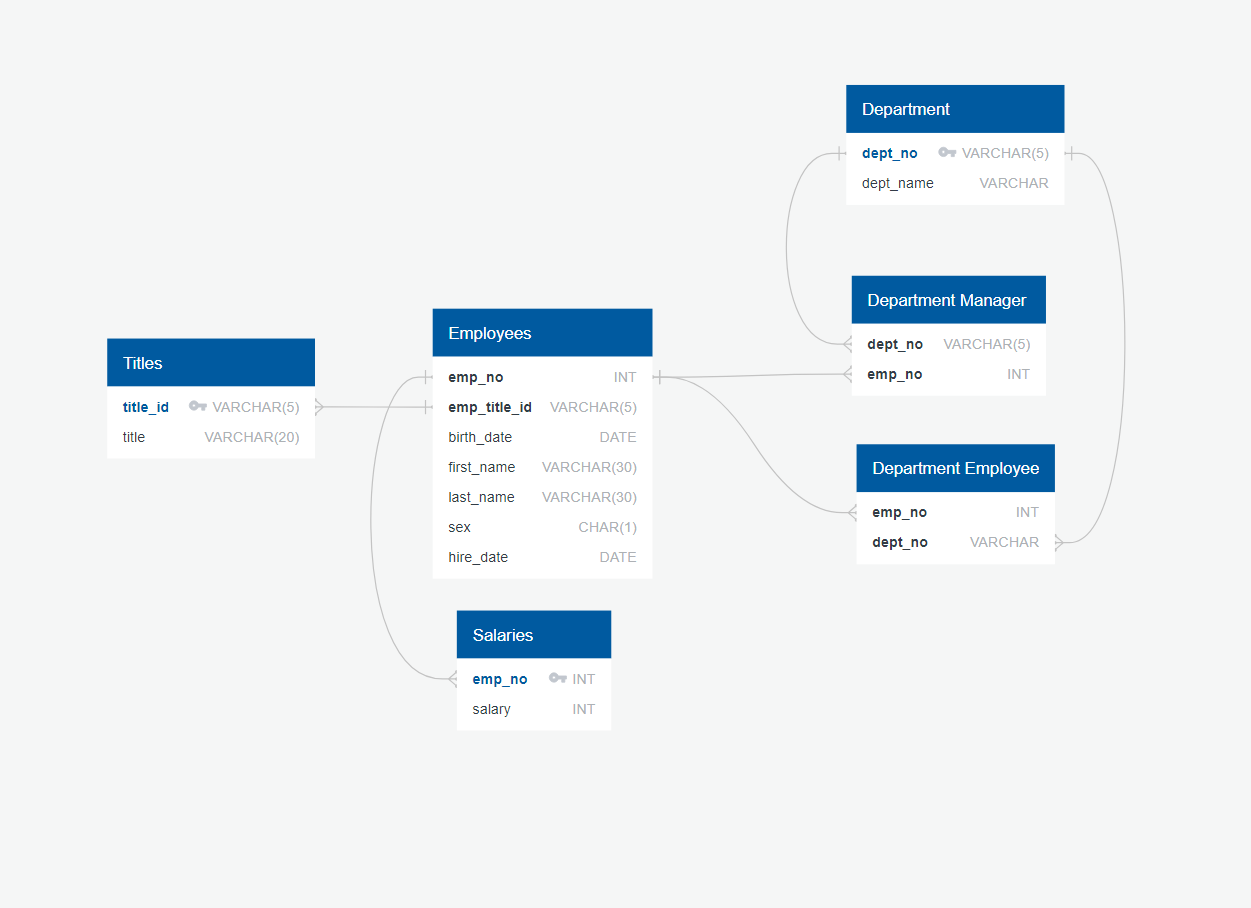 Department
dept_no VARCHAR(5)
dept_name VARCHAR
Department Manager
dept_no VARCHAR(5)
emp_no INT
Employees
emp_no INT
emp_title_id VARCHAR(5)
birth_date DATE
first_name VARCHAR(30)
last_name VARCHAR(30)
sex CHAR(1)
hire_date DATE
Titles
title_id VARCHAR(5)
title VARCHAR(20)
Department Employee
emp_no INT
dept_no VARCHAR
Salaries
emp_no INT
salary INT